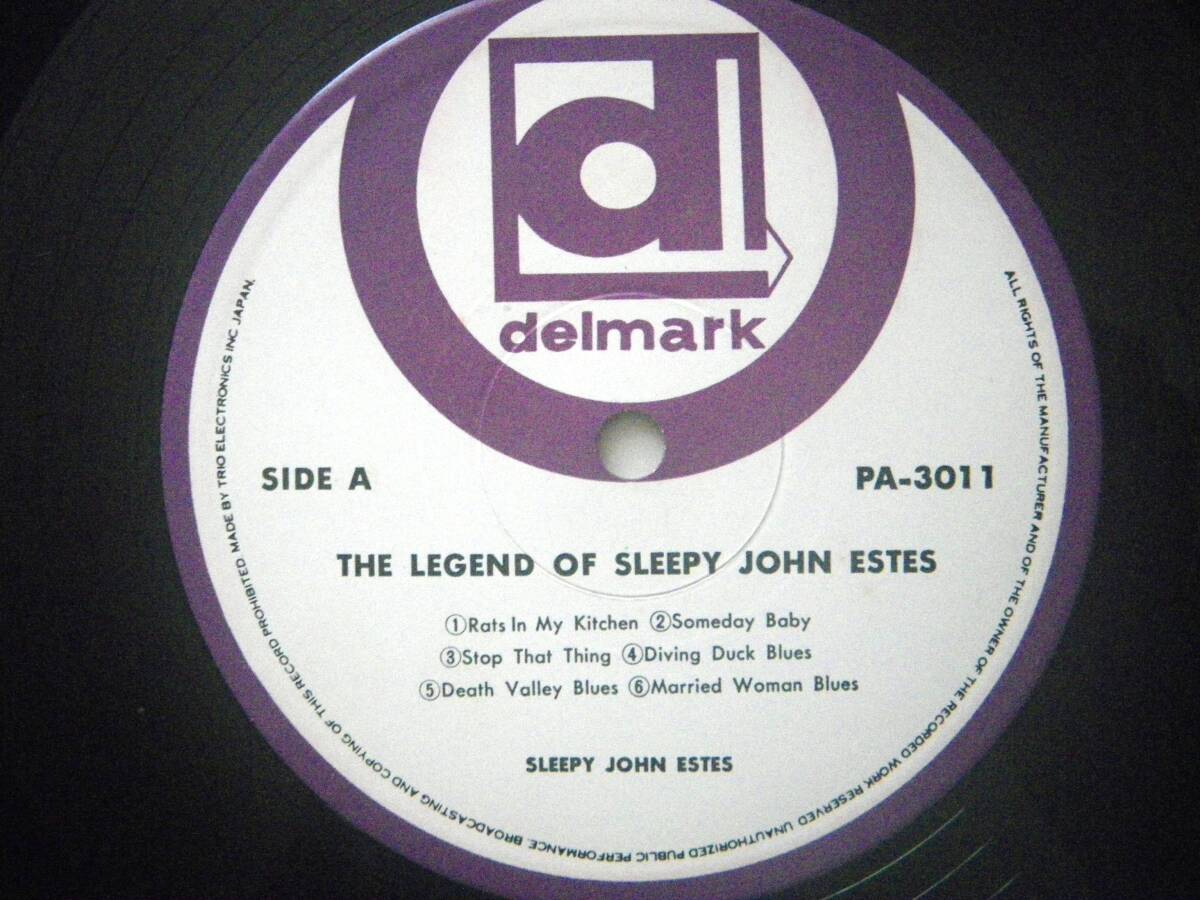 delmark
SIDE A
PA-3011
THE LEGEND OF SLEEPY JOHN ESTES
①Rats In My Kitchen ②Someday Baby
③Stop That Thing ④Diving Duck Blues
⑤Death Valley Blues ⑥Married Woman Blues
SLEEPY JOHN ESTES
ALL RIGHTS OF THE MANUFACTURER AND OF THE OWNER OF THE RECORDED WORK RESERVED UNAUTHORIZED PUBLIC PERFORMANCE BROADCASTING AND COPYING OF THIS RECORD PROHIBITED. MADE BY TRIO ELECTRONICS INC JAPAN.